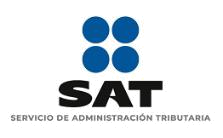 SAT
SERVICIO DE ADMINISTRACIÓN TRIBUTARIA